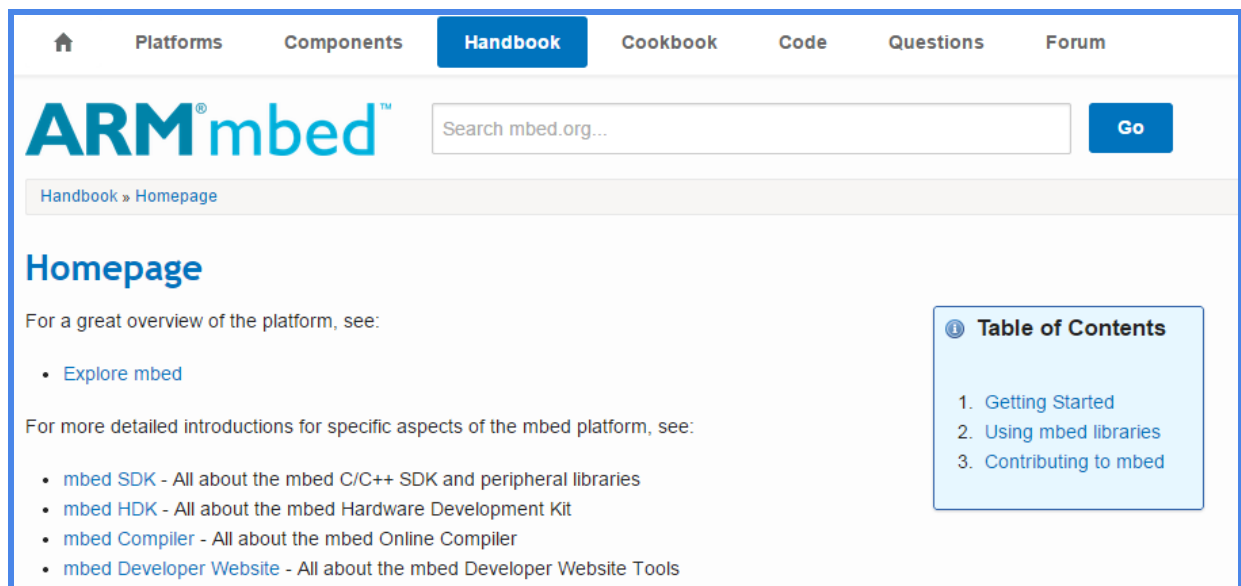 Platforms Components Handbook Cookbook Code Questions Forum
ARM®mbed™
Search mbed.org...
Go
Handbook » Homepage
Homepage
For a great overview of the platform, see:
• Explore mbed
For more detailed introductions for specific aspects of the mbed platform, see:
• mbed SDK - All about the mbed C/C++ SDK and peripheral libraries
• mbed HDK - All about the mbed Hardware Development Kit
• mbed Compiler - All about the mbed Online Compiler
• mbed Developer Website - All about the mbed Developer Website Tools
Table of Contents
1. Getting Started
2. Using mbed libraries
3. Contributing to mbed